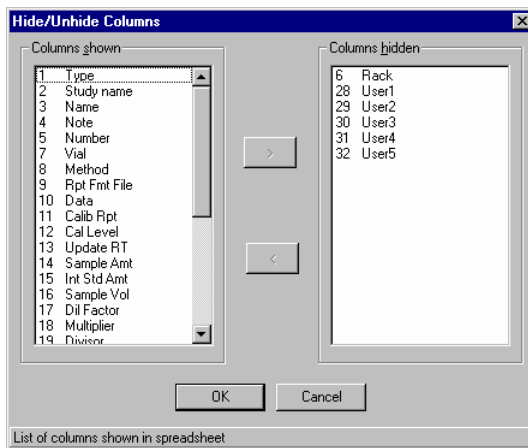 Hide/Unhide Columns
Columns shown
1 Type
2 Study name
3 Name
4 Note
5 Number
7 Vial
8 Method
9 Rpt Fmt File
10 Data
11 Calib Rpt
12 Cal Level
13 Update RT
14 Sample Amt
15 Int Std Amt
16 Sample Vol
17 Dil Factor
18 Multiplier
19 Divisor
>
<
Columns hidden
6 Rack
28 User1
29 User2
30 User3
31 User4
32 User5
OK
Cancel
List of columns shown in spreadsheet